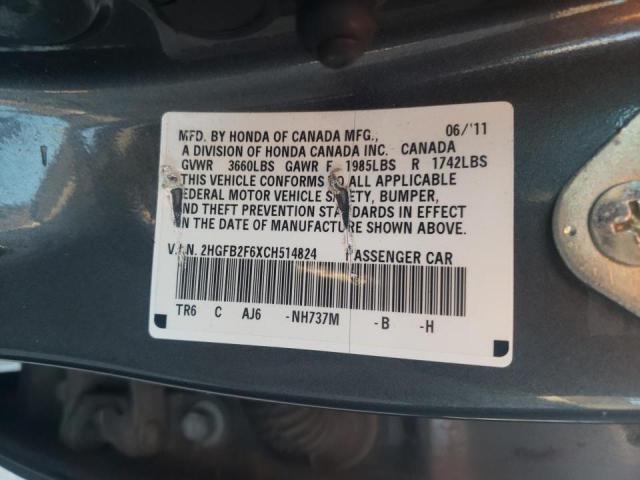 MFD. BY HONDA OF CANADA MFG., 06/'11
A DIVISION OF HONDA CANADA INC. CANADA
GVWR 3660LBS GAWR F 1985LBS R 1742LBS
THIS VEHICLE CONFORMS TO ALL APPLICABLE
FEDERAL MOTOR VEHICLE SAFETY, BUMPER,
AND THEFT PREVENTION STANDARDS IN EFFECT
ON THE DATE OF MANUFACTURE SHOWN ABOVE.
V.I.N. 2HGFB2F6XCH514824 PASSENGER CAR
TR6 C AJ6 -NH737M -B -H